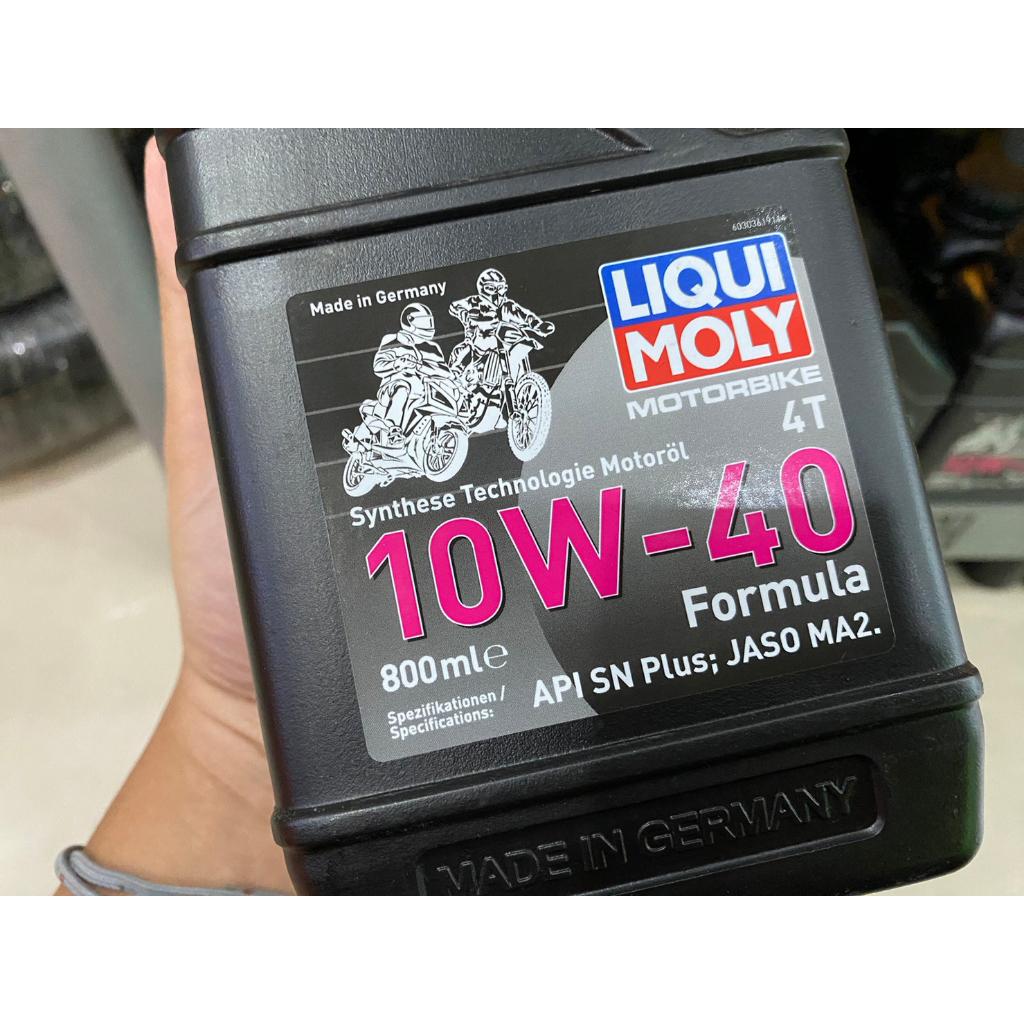 60303619144
Made in Germany
LIQUI
MOLY
MOTORBIKE
4T
Synthese Technologie Motoröl
10W-40
Formula
800 ml e
API SN Plus; JASO MA2.
Spezifikationen /
Specifications:
MADE IN GERMANY